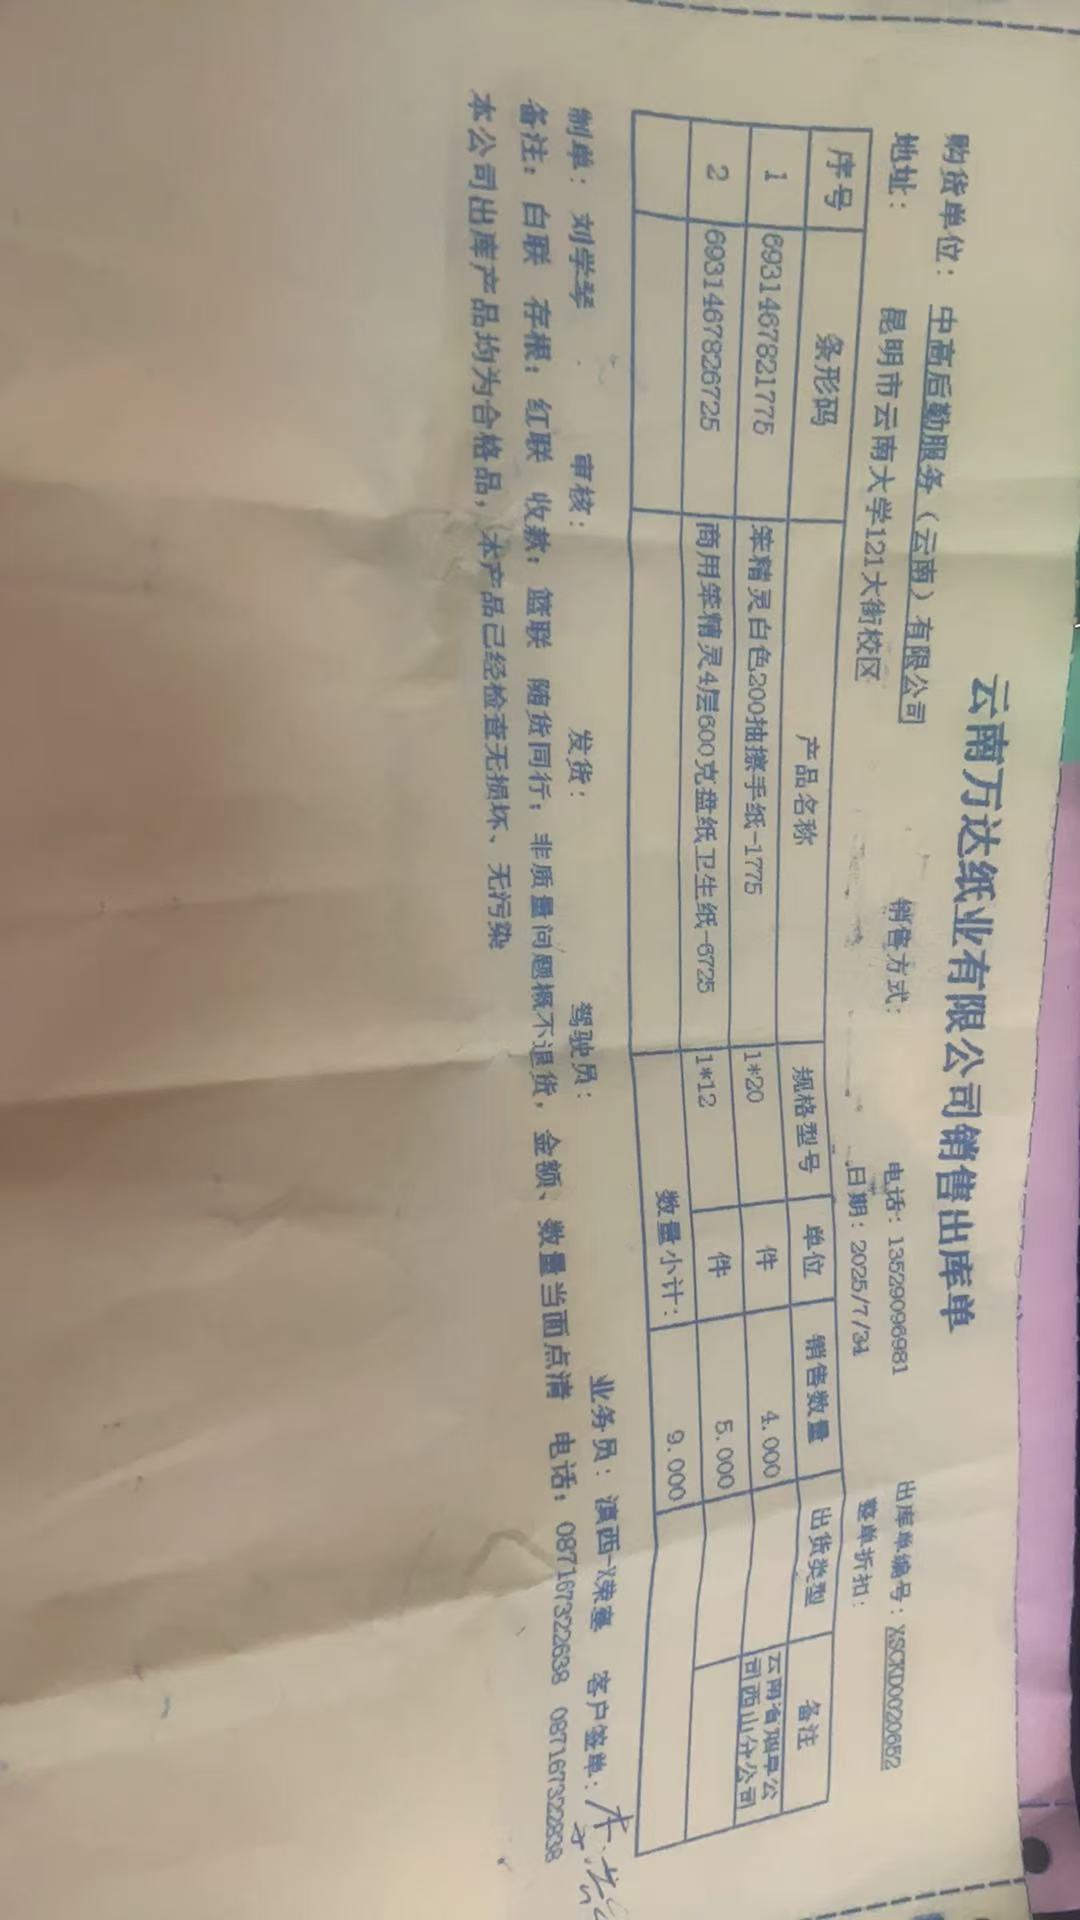 云南万达纸业有限公司销售出库单
购货单位： 中高后勤服务（云南）有限公司 销售方式： 电话：13529096981 出库单编号：XSCKD0020652
地址： 昆明市云南大学121大街校区 日期：2025/7/31 整单折扣：
序号 条形码 产品名称 规格型号 单位 销售数量 出货类型 备注
1 6931467821775 笨精灵白色200抽擦手纸-1775 1*20 件 4.000 云南省烟草公司西山分公司
2 6931467826725 商用笨精灵4层600克盘纸卫生纸-6725 1*12 件 5.000
数量小计： 9.000
制单： 刘学琴 审核： 发货： 驾驶员： 业务员： 滇西- 客户签单：
备注：白联 存根；红联 收款；篮联 随货同行；非质量问题概不退货，金额、数量当面点清 电话：087167322638 087167322838
本公司出库产品均为合格品，本产品已经检查无损坏、无污染